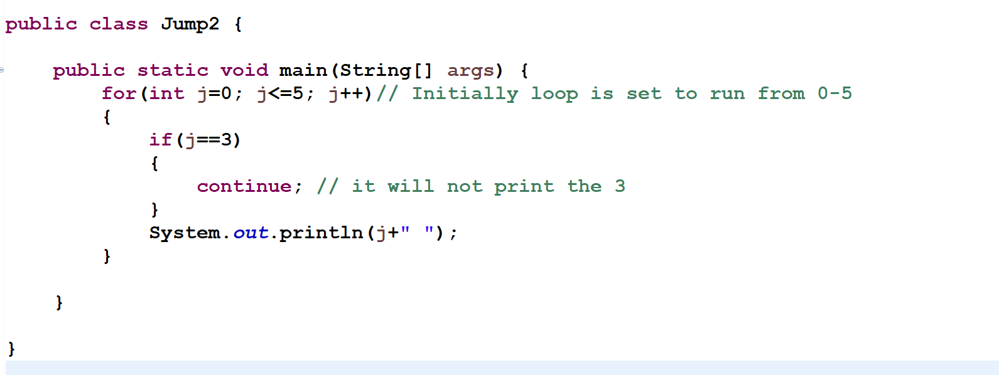 public class Jump2 {
public static void main(String[] args) {
for(int j=0; j<=5; j++)// Initially loop is set to run from 0-5
{
if(j==3)
{
continue; // it will not print the 3
}
System.out.println(j+" ");
}
}
}